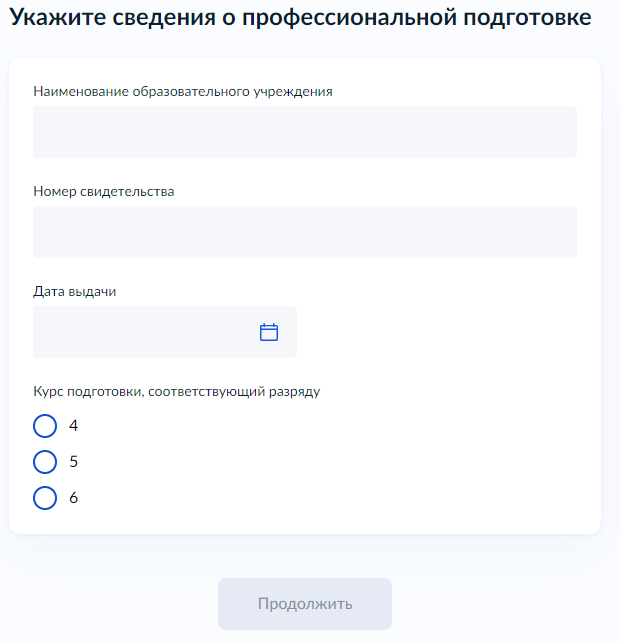 Укажите сведения о профессиональной подготовке
Наименование образовательного учреждения
Номер свидетельства
Дата выдачи
Курс подготовки, соответствующий разряду
4
5
6
Продолжить